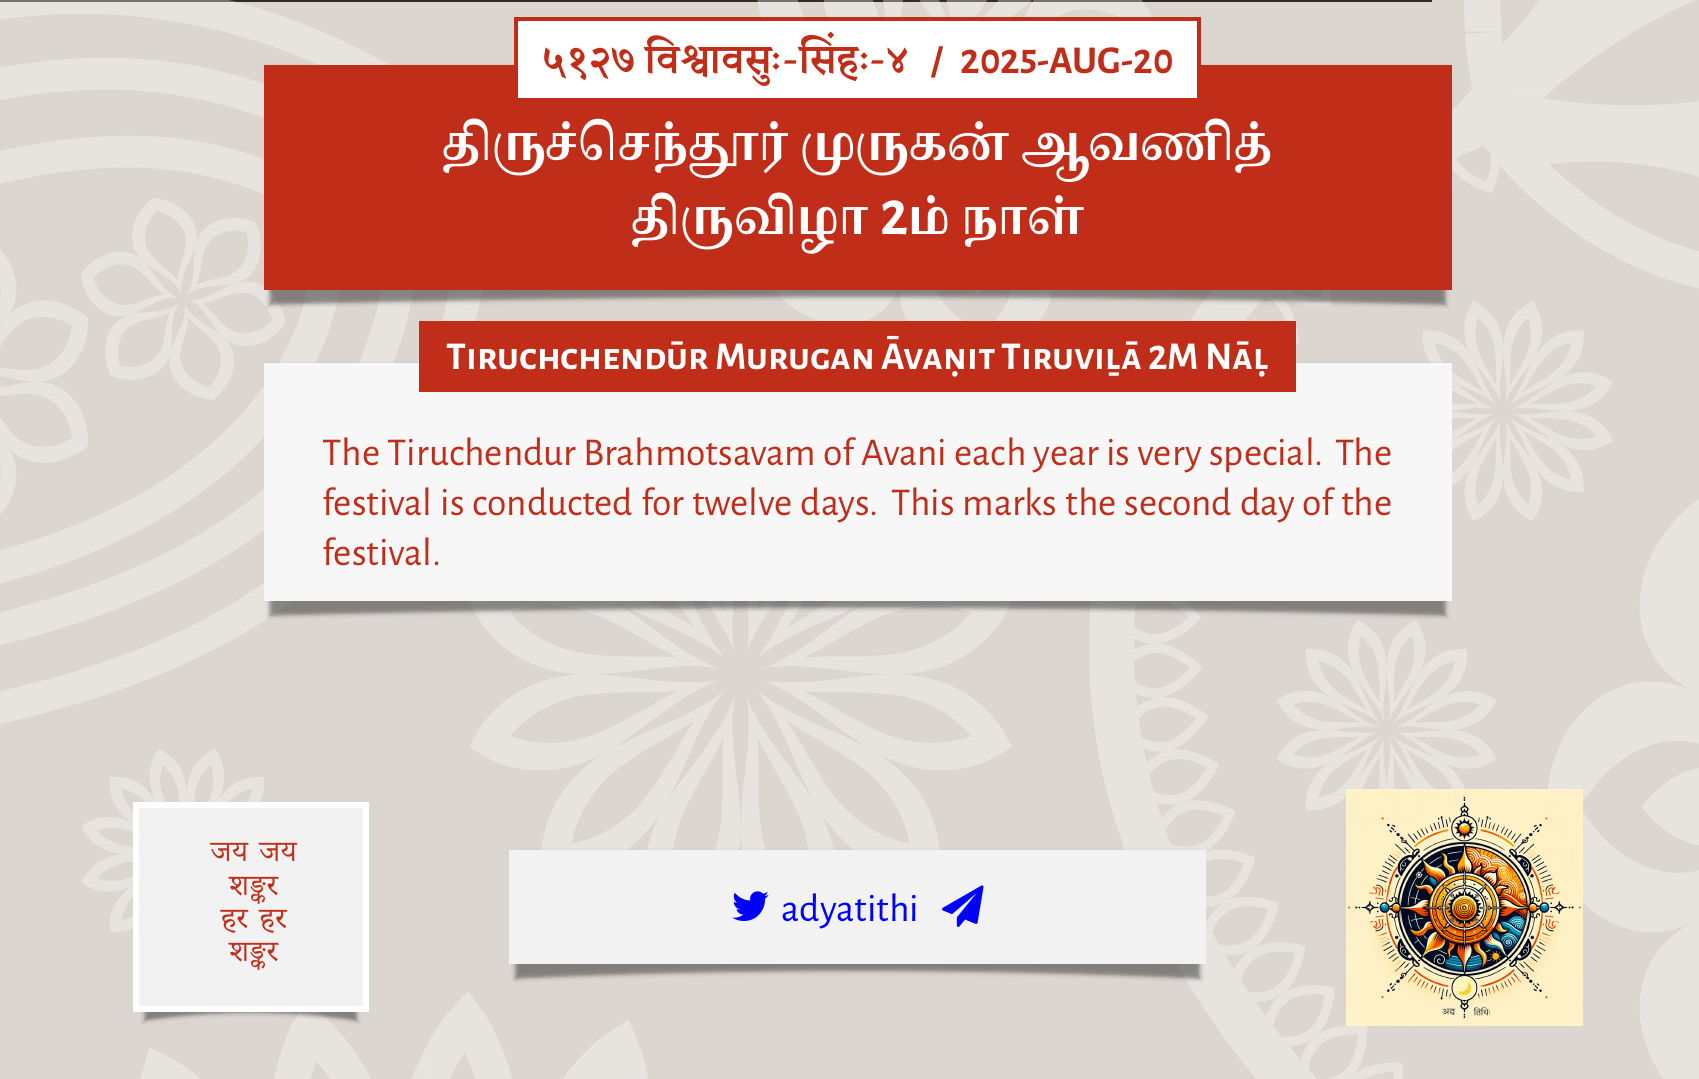 ५१२७ विश्वावसुः-सिंहः-४ / 2025-AUG-20
திருச்செந்தூர் முருகன் ஆவணித்
திருவிழா 2ம் நாள்
Tiruchchendūr Murugan Āvaṇit Tiruviḻā 2m Nāḷ
The Tiruchendur Brahmotsavam of Avani each year is very special. The
festival is conducted for twelve days. This marks the second day of the
festival.
जय जय
शङ्कर
हर हर
शङ्कर
adyatithi
अद्य तिथिः